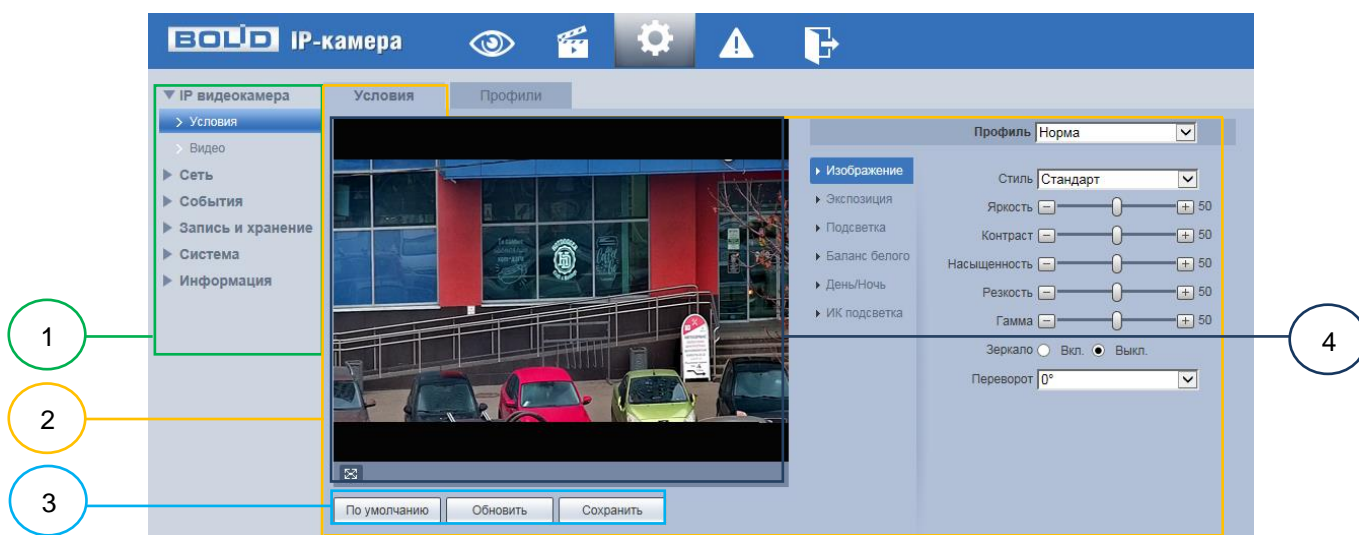 BOLID IP-камера
IP видеокамера
Условия
Видео
Сеть
События
Запись и хранение
Система
Информация
Условия
Профили
Профиль Норма
Изображение
Экспозиция
Подсветка
Баланс белого
День/Ночь
ИК подсветка
Стиль Стандарт
Яркость 50
Контраст 50
Насыщенность 50
Резкость 50
Гамма 50
Зеркало Вкл. Выкл.
Переворот 0°
По умолчанию
Обновить
Сохранить
1
2
3
4